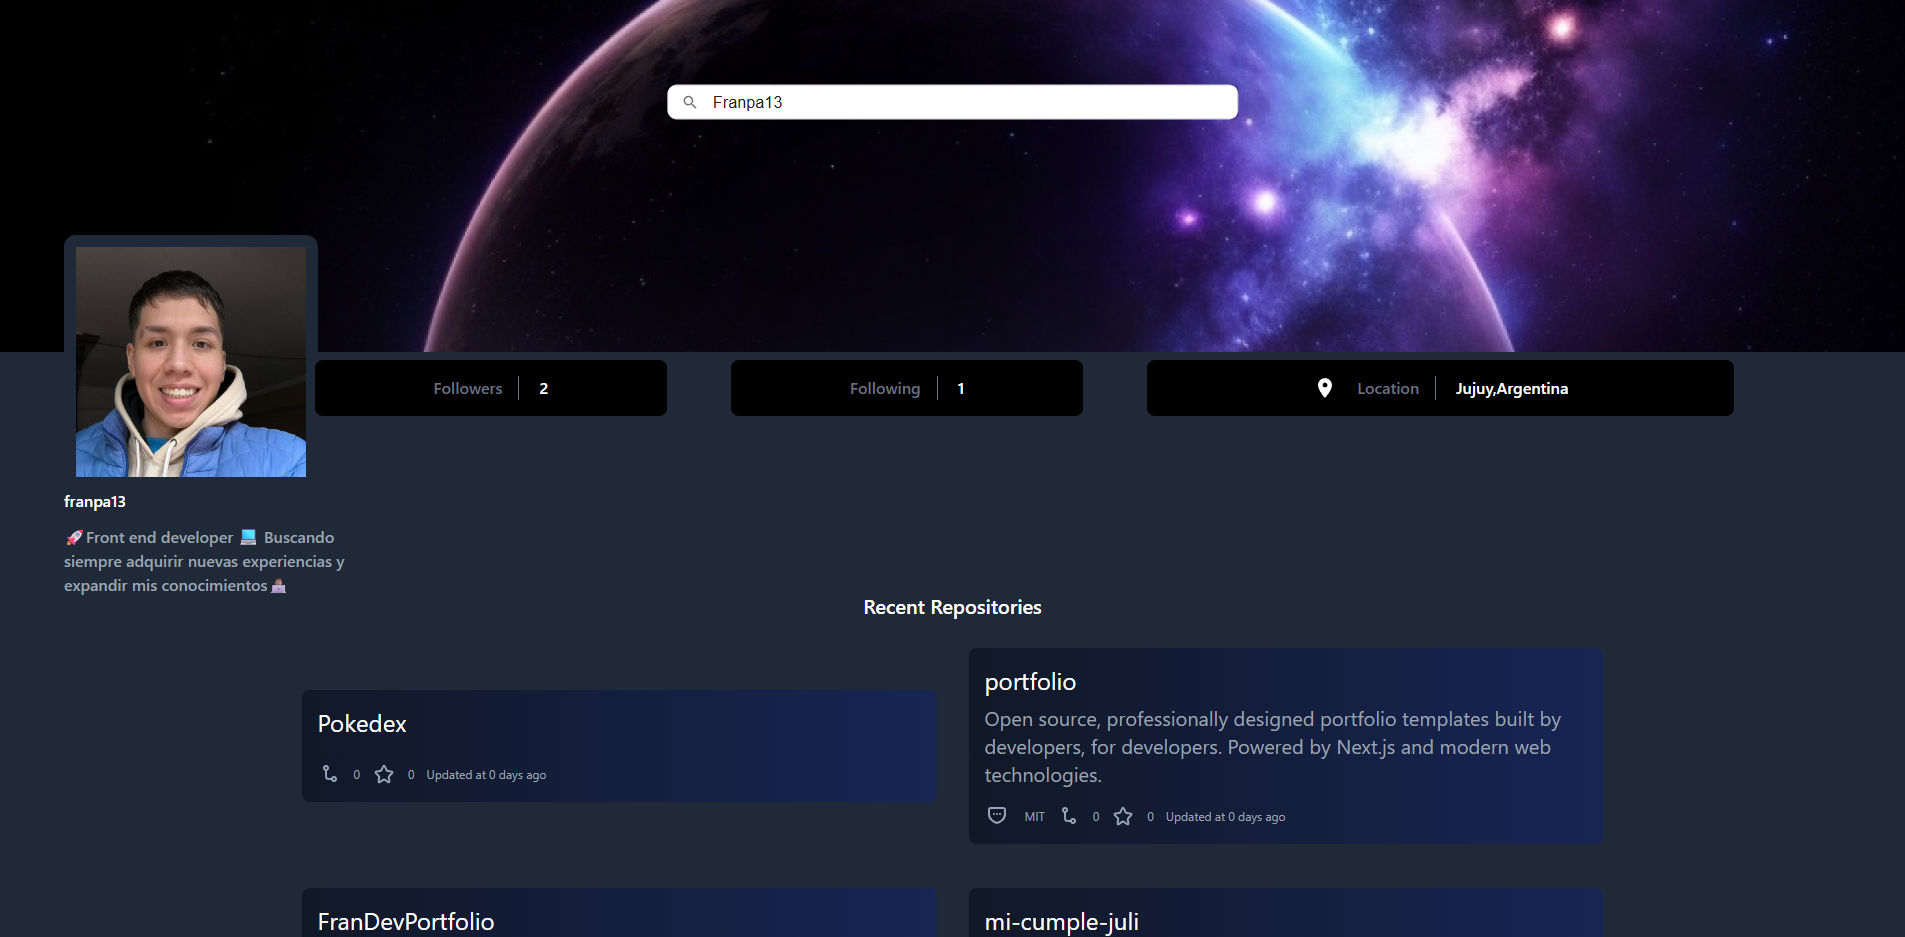 Franpa13
Followers 2
Following 1
Location Jujuy,Argentina
franpa13
🚀Front end developer 💻 Buscando
siempre adquirir nuevas experiencias y
expandir mis conocimientos👩🏽‍💻
Recent Repositories
Pokedex
0 0 Updated at 0 days ago
portfolio
Open source, professionally designed portfolio templates built by
developers, for developers. Powered by Next.js and modern web
technologies.
MIT 0 0 Updated at 0 days ago
FranDevPortfolio
mi-cumple-juli